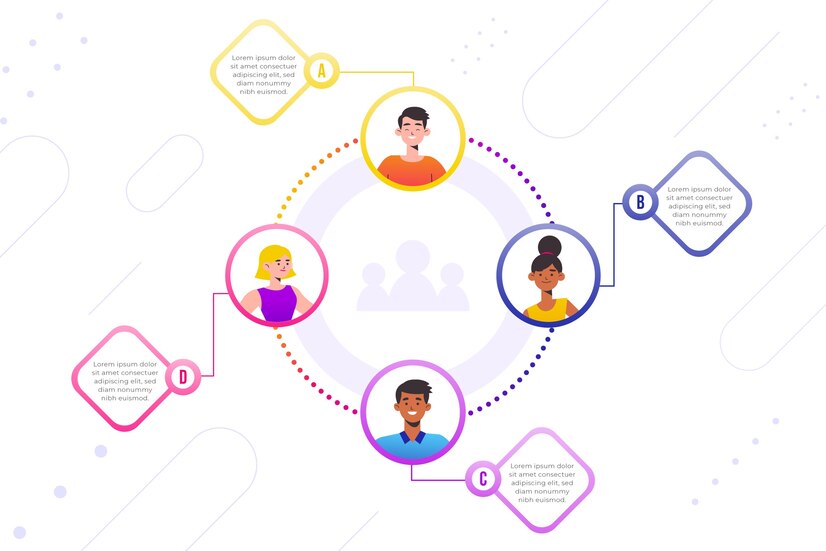 Lorem ipsum dolor
sit amet consectuer
adipiscing elit, sed
diam nonummy
nibh euismod.
A
B
Lorem ipsum dolor
sit amet consectuer
adipiscing elit, sed
diam nonummy
nibh euismod.
Lorem ipsum dolor
sit amet consectuer
adipiscing elit, sed
diam nonummy
nibh euismod.
D
C
Lorem ipsum dolor
sit amet consectuer
adipiscing elit, sed
diam nonummy
nibh euismod.